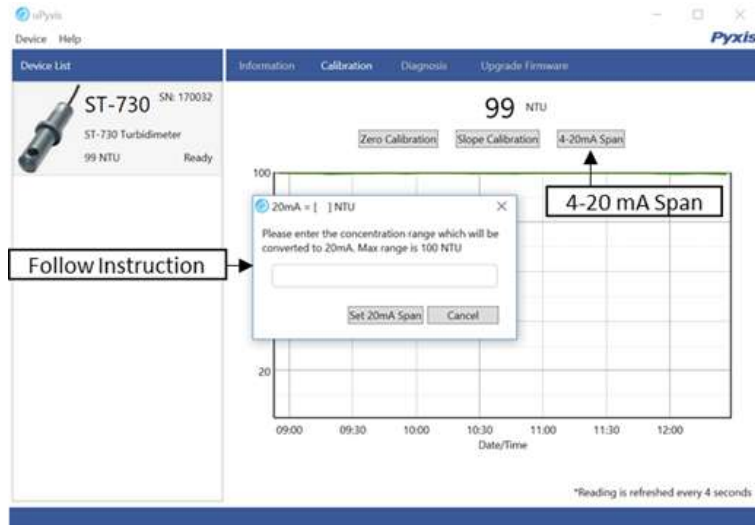 uPyxis
Device Help
Pyxis
Device List
Information Calibration Diagnosis Upgrade Firmware
ST-730 SN: 170032
ST-730 Turbidimeter
99 NTU Ready
99 NTU
Zero Calibration Slope Calibration 4-20mA Span
4-20 mA Span
100
20mA = [ ] NTU
Please enter the concentration range which will be
converted to 20mA. Max range is 100 NTU
Follow Instruction
Set 20mA Span Cancel
20
09:00 09:30 10:00 10:30 11:00 11:30 12:00
Date/Time
*Reading is refreshed every 4 seconds